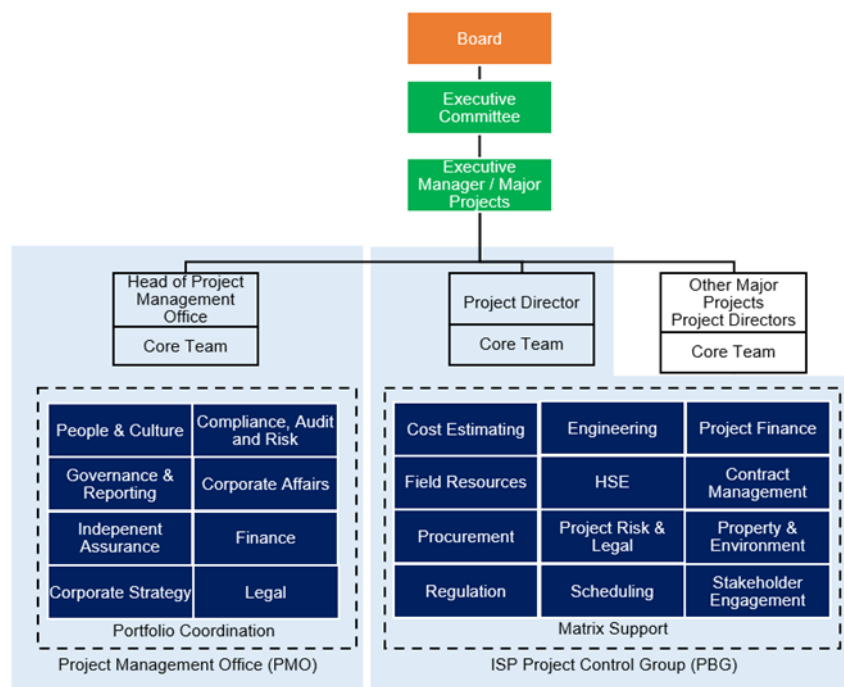 Board
Executive
Committee
Executive
Manager / Major
Projects
Head of Project
Management
Office
Core Team
Project Director
Core Team
Other Major
Projects
Project Directors
Core Team
People & Culture
Compliance, Audit
and Risk
Governance &
Reporting
Corporate Affairs
Indepenent
Assurance
Finance
Corporate Strategy
Legal
Portfolio Coordination
Project Management Office (PMO)
Cost Estimating
Engineering
Project Finance
Field Resources
HSE
Contract
Management
Procurement
Project Risk &
Legal
Property &
Environment
Regulation
Scheduling
Stakeholder
Engagement
Matrix Support
ISP Project Control Group (PBG)